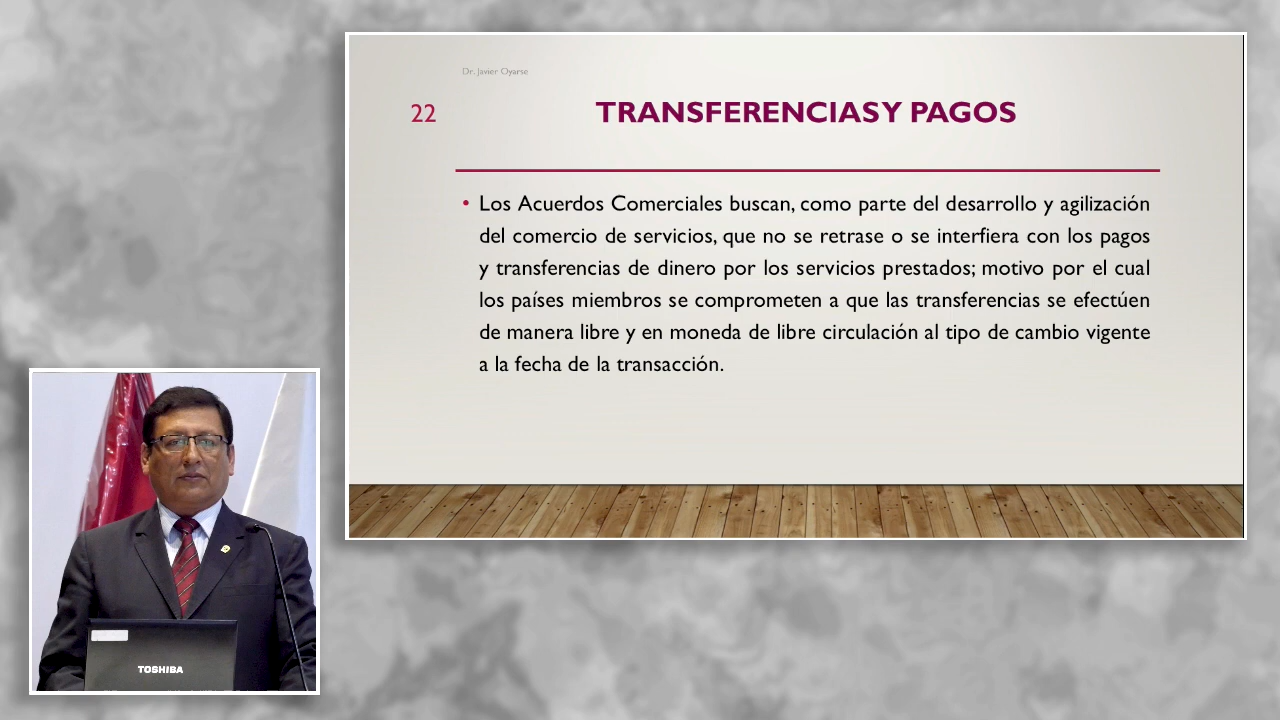 Dr. Javier Oyarse
22
TRANSFERENCIAS Y PAGOS
• Los Acuerdos Comerciales buscan, como parte del desarrollo y agilización
del comercio de servicios, que no se retrase o se interfiera con los pagos
y transferencias de dinero por los servicios prestados; motivo por el cual
los países miembros se comprometen a que las transferencias se efectúen
de manera libre y en moneda de libre circulación al tipo de cambio vigente
a la fecha de la transacción.
TOSHIBA